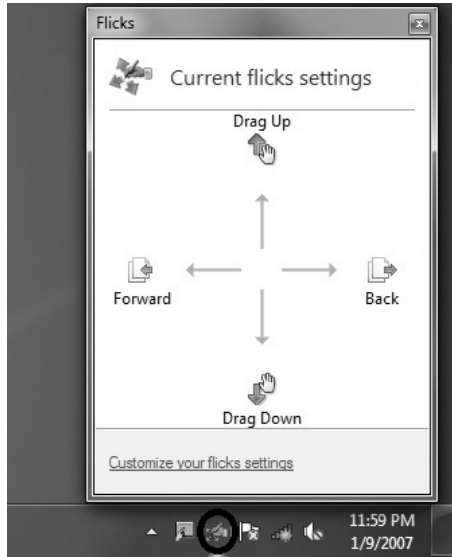 Flicks
Current flicks settings
Drag Up
Forward
Back
Drag Down
Customize your flicks settings
11:59 PM
1/9/2007